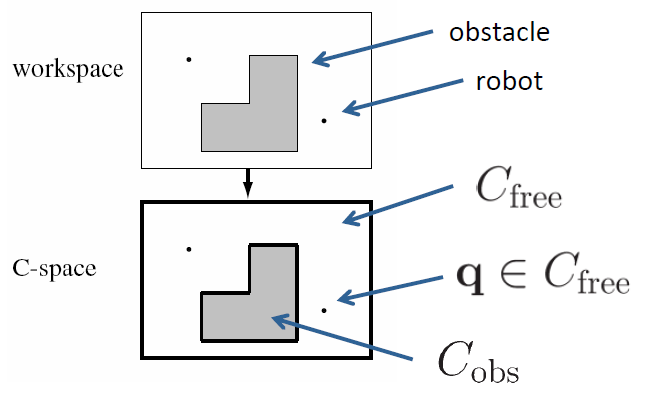 obstacle
workspace
robot
C_free
C-space
q ∈ C_free
C_obs